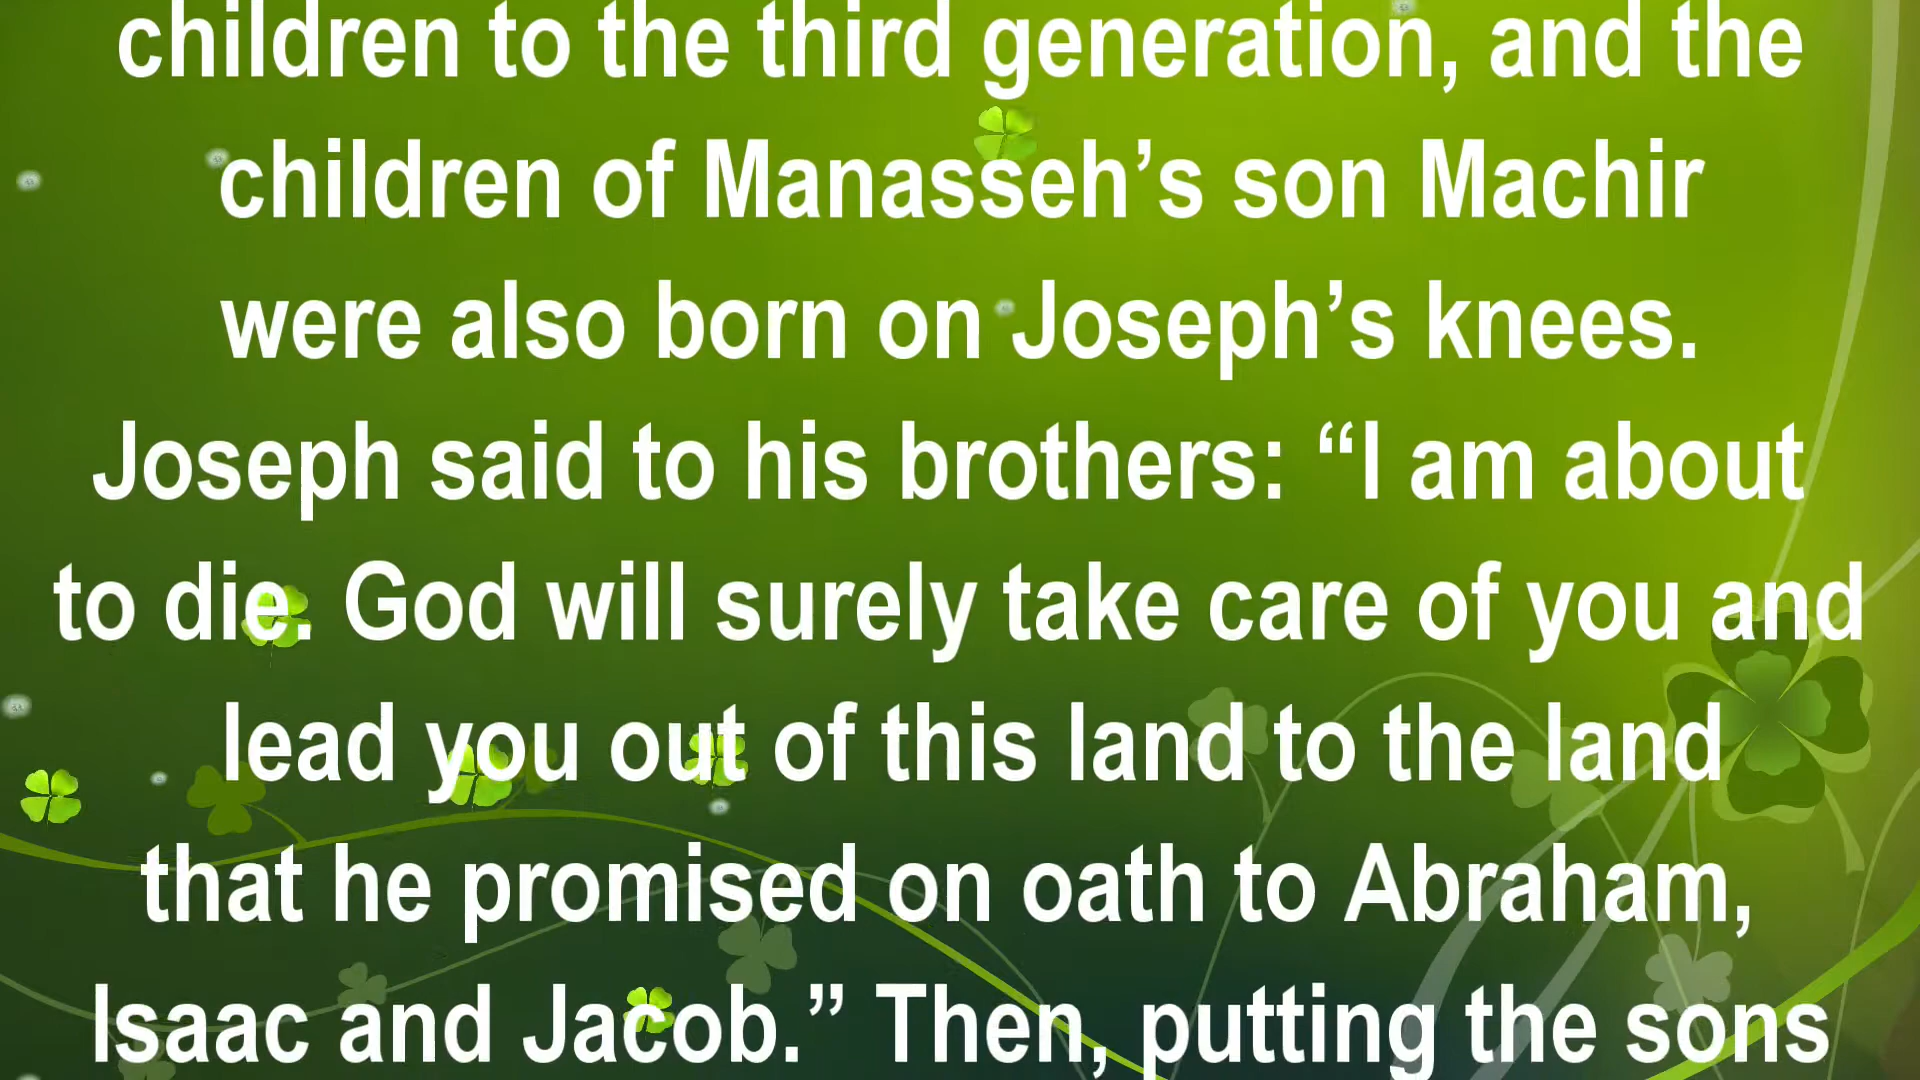 children to the third generation, and the
children of Manasseh’s son Machir
were also born on Joseph’s knees.
Joseph said to his brothers: “I am about
to die. God will surely take care of you and
lead you out of this land to the land
that he promised on oath to Abraham,
Isaac and Jacob.” Then, putting the sons